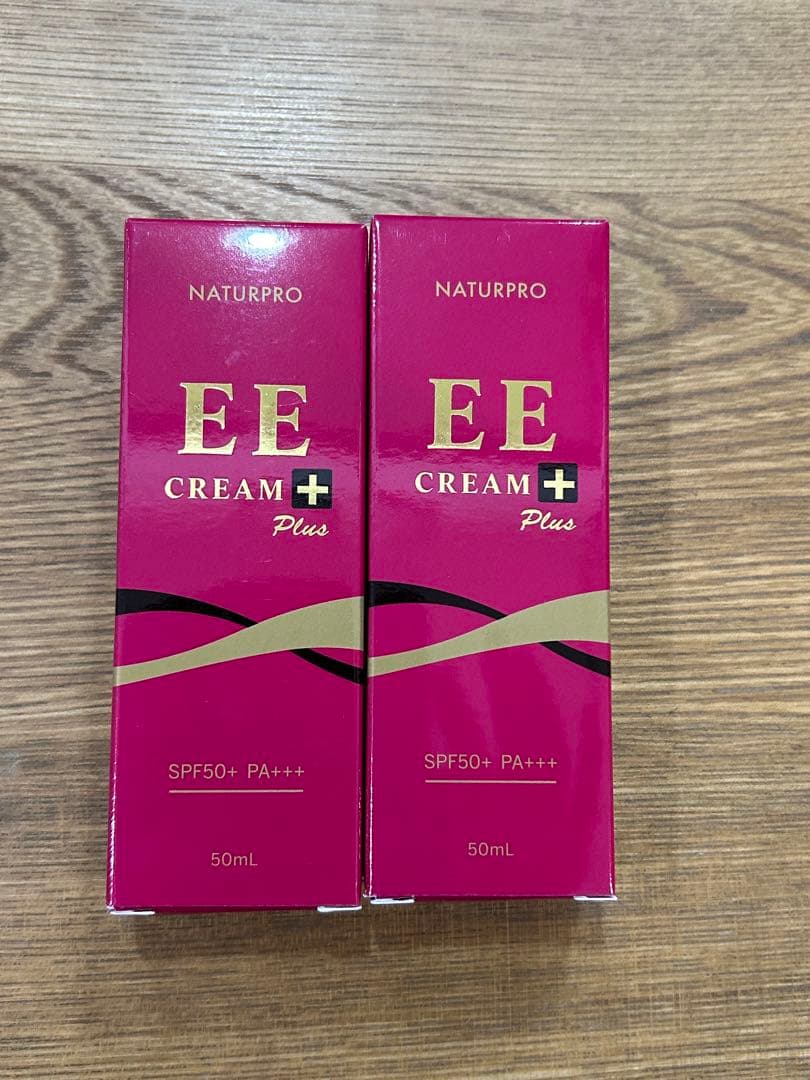 NATURPRO
EE
CREAM +
Plus
SPF50+ PA+++
50mL
NATURPRO
EE
CREAM +
Plus
SPF50+ PA+++
50mL